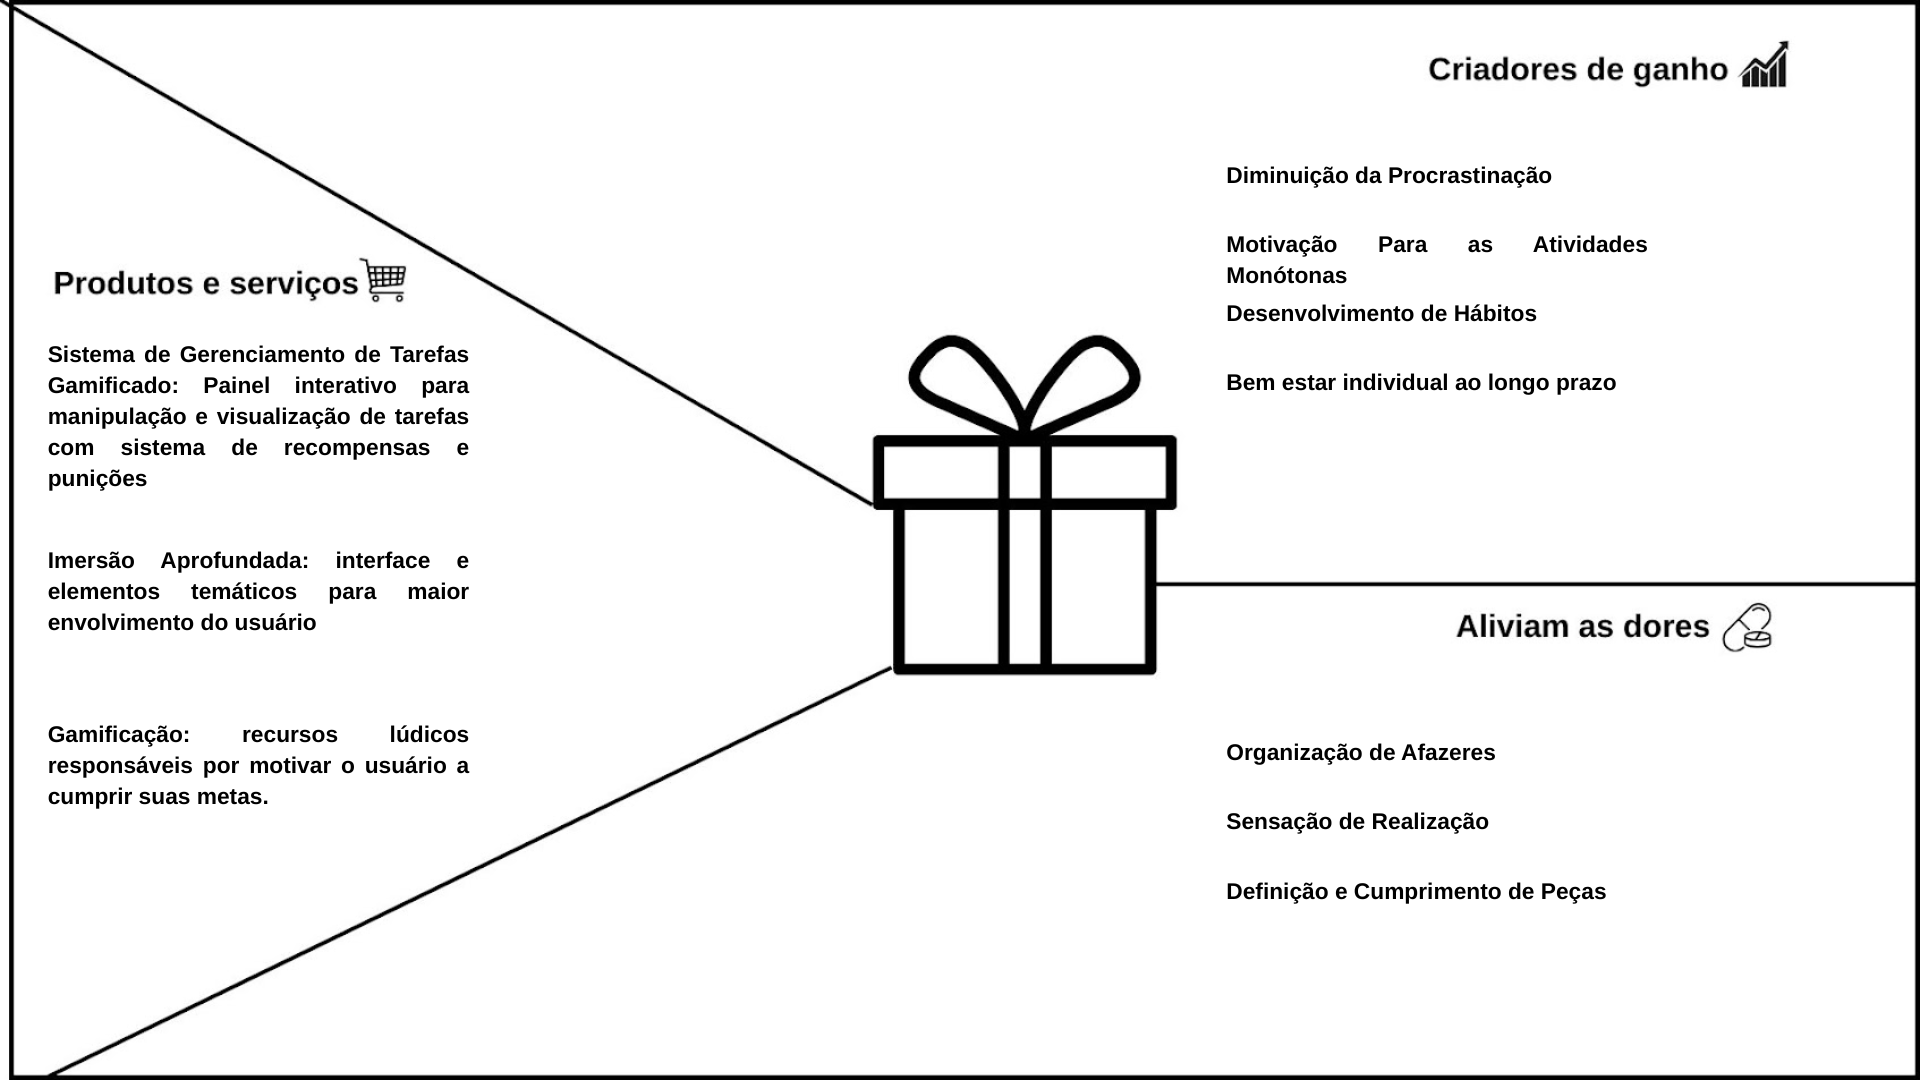 Produtos e serviços
Sistema de Gerenciamento de Tarefas
Gamificado: Painel interativo para
manipulação e visualização de tarefas
com sistema de recompensas e
punições
Imersão Aprofundada: interface e
elementos temáticos para maior
envolvimento do usuário
Gamificação: recursos lúdicos
responsáveis por motivar o usuário a
cumprir suas metas.
Criadores de ganho
Diminuição da Procrastinação
Motivação Para as Atividades
Monótonas
Desenvolvimento de Hábitos
Bem estar individual ao longo prazo
Aliviam as dores
Organização de Afazeres
Sensação de Realização
Definição e Cumprimento de Peças